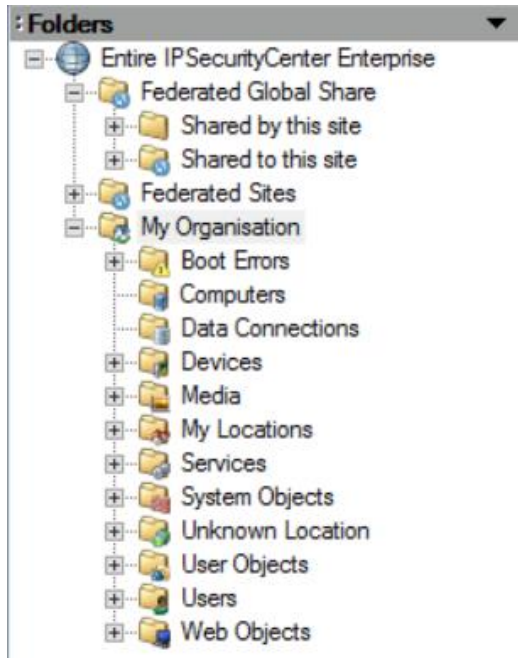 Folders
Entire IPSecurityCenter Enterprise
Federated Global Share
Shared by this site
Shared to this site
Federated Sites
My Organisation
Boot Errors
Computers
Data Connections
Devices
Media
My Locations
Services
System Objects
Unknown Location
User Objects
Users
Web Objects